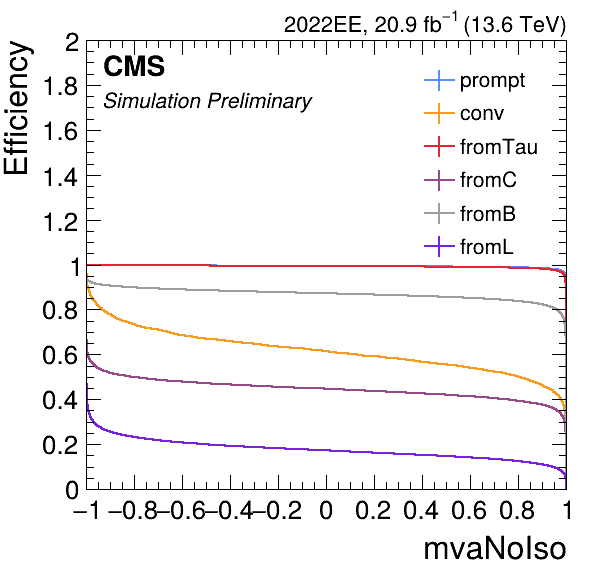 2022EE, 20.9 fb⁻¹ (13.6 TeV)
Efficiency
CMS
Simulation Preliminary
prompt
conv
fromTau
fromC
fromB
fromL
2
1.8
1.6
1.4
1.2
1
0.8
0.6
0.4
0.2
0
−1 −0.8 −0.6 −0.4 −0.2 0 0.2 0.4 0.6 0.8 1
mvaNoIso